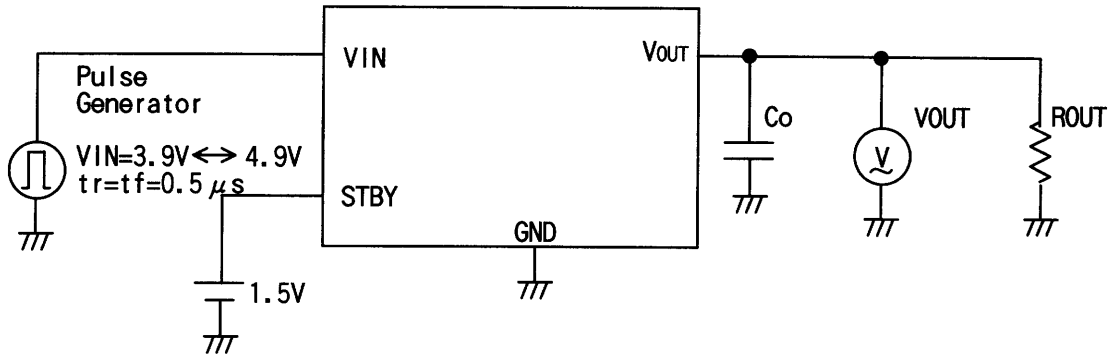 VIN
VOUT
Pulse
Generator
Co
VOUT
ROUT
V
VIN=3.9V↔4.9V
tr=tf=0.5μs
STBY
GND
1.5V